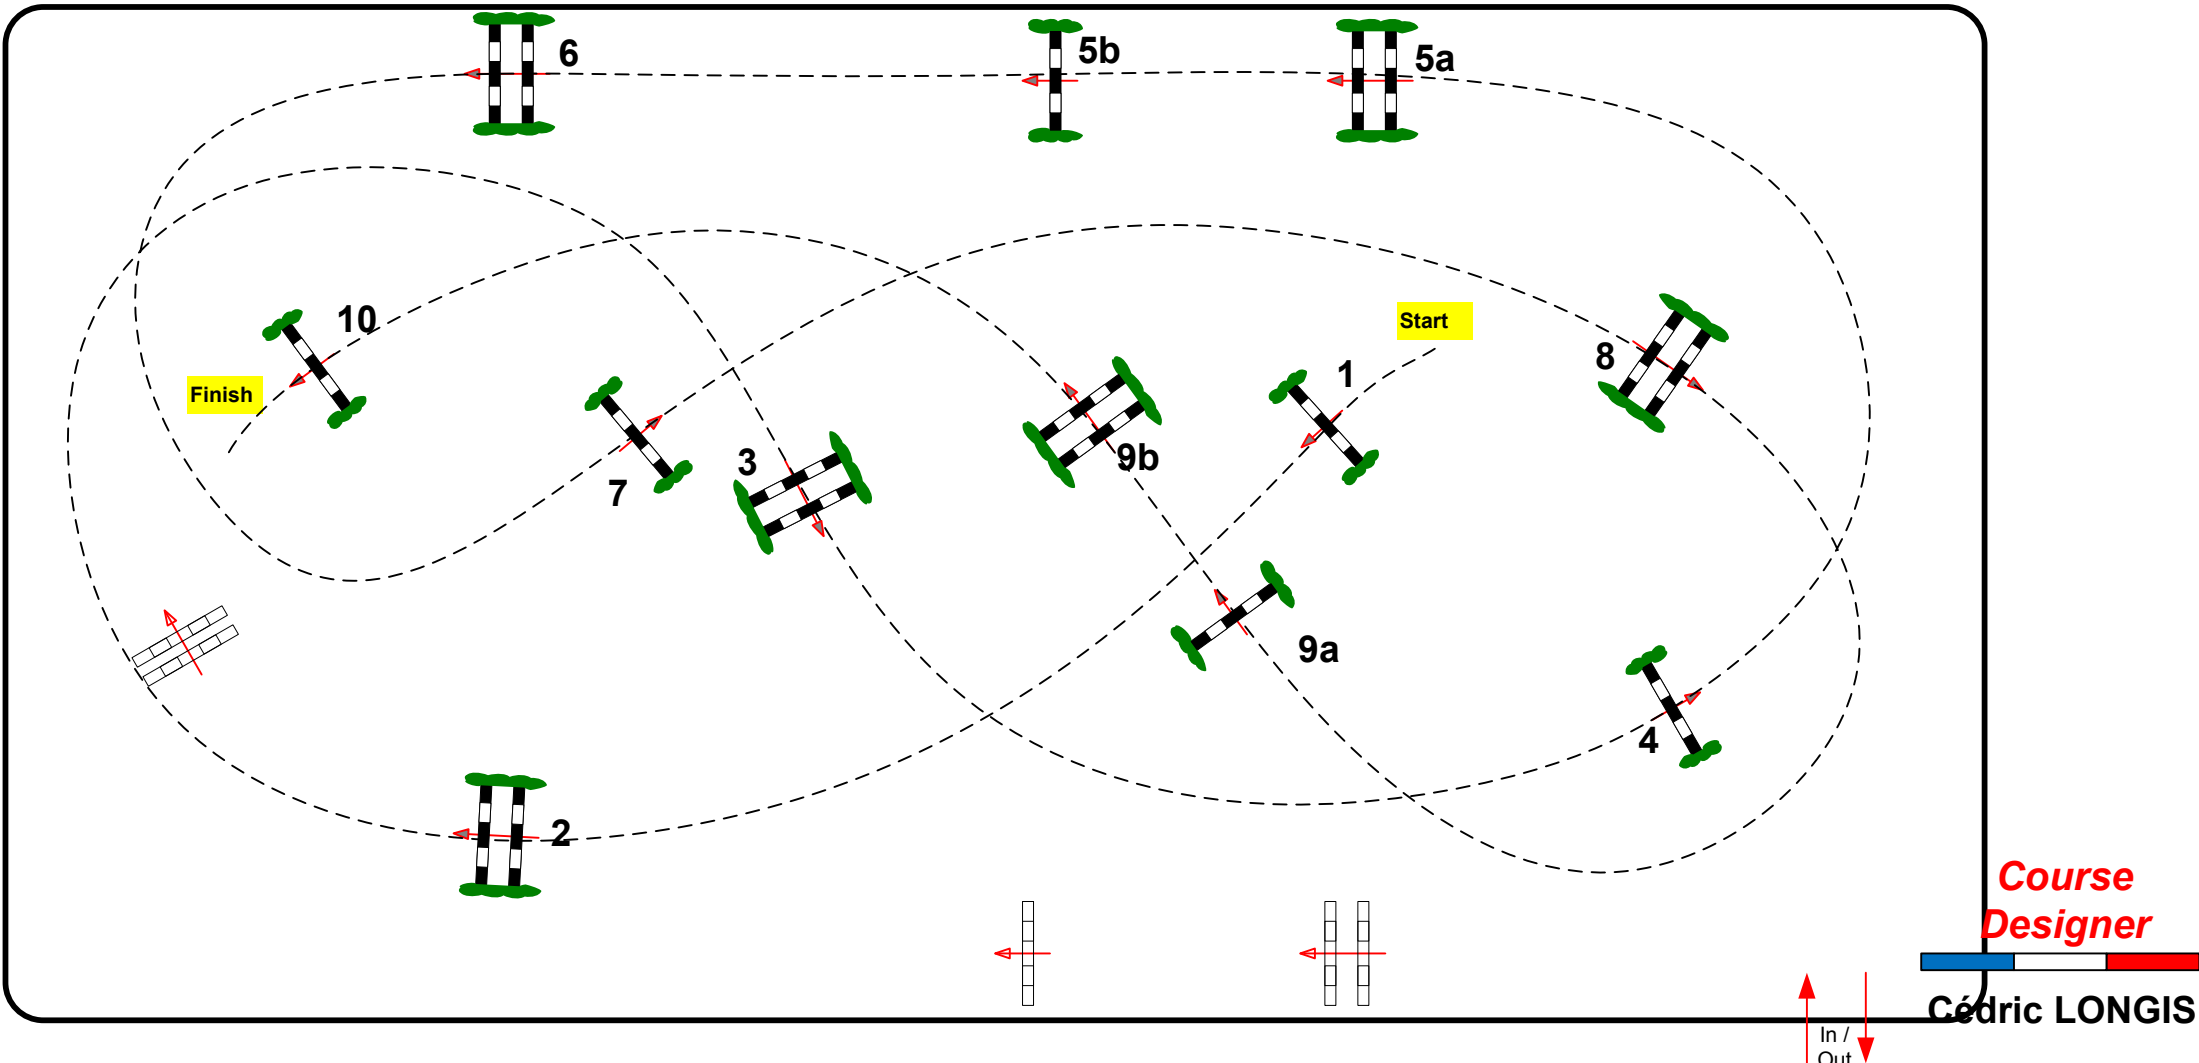 6
5b
5a
Start
10
1
8
Finish
3
9b
7
9a
4
2
Course
Designer
Cédric LONGIS
In /
Out